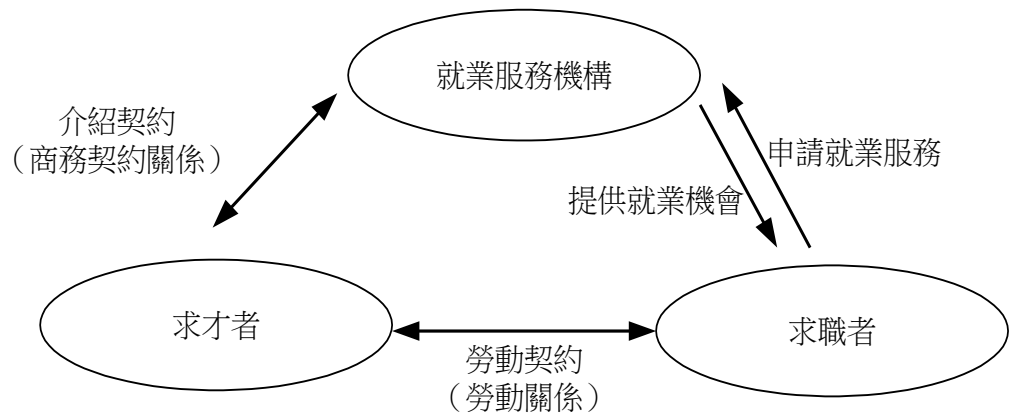 就業服務機構
介紹契約
（商務契約關係）
申請就業服務
提供就業機會
求才者
求職者
勞動契約
（勞動關係）